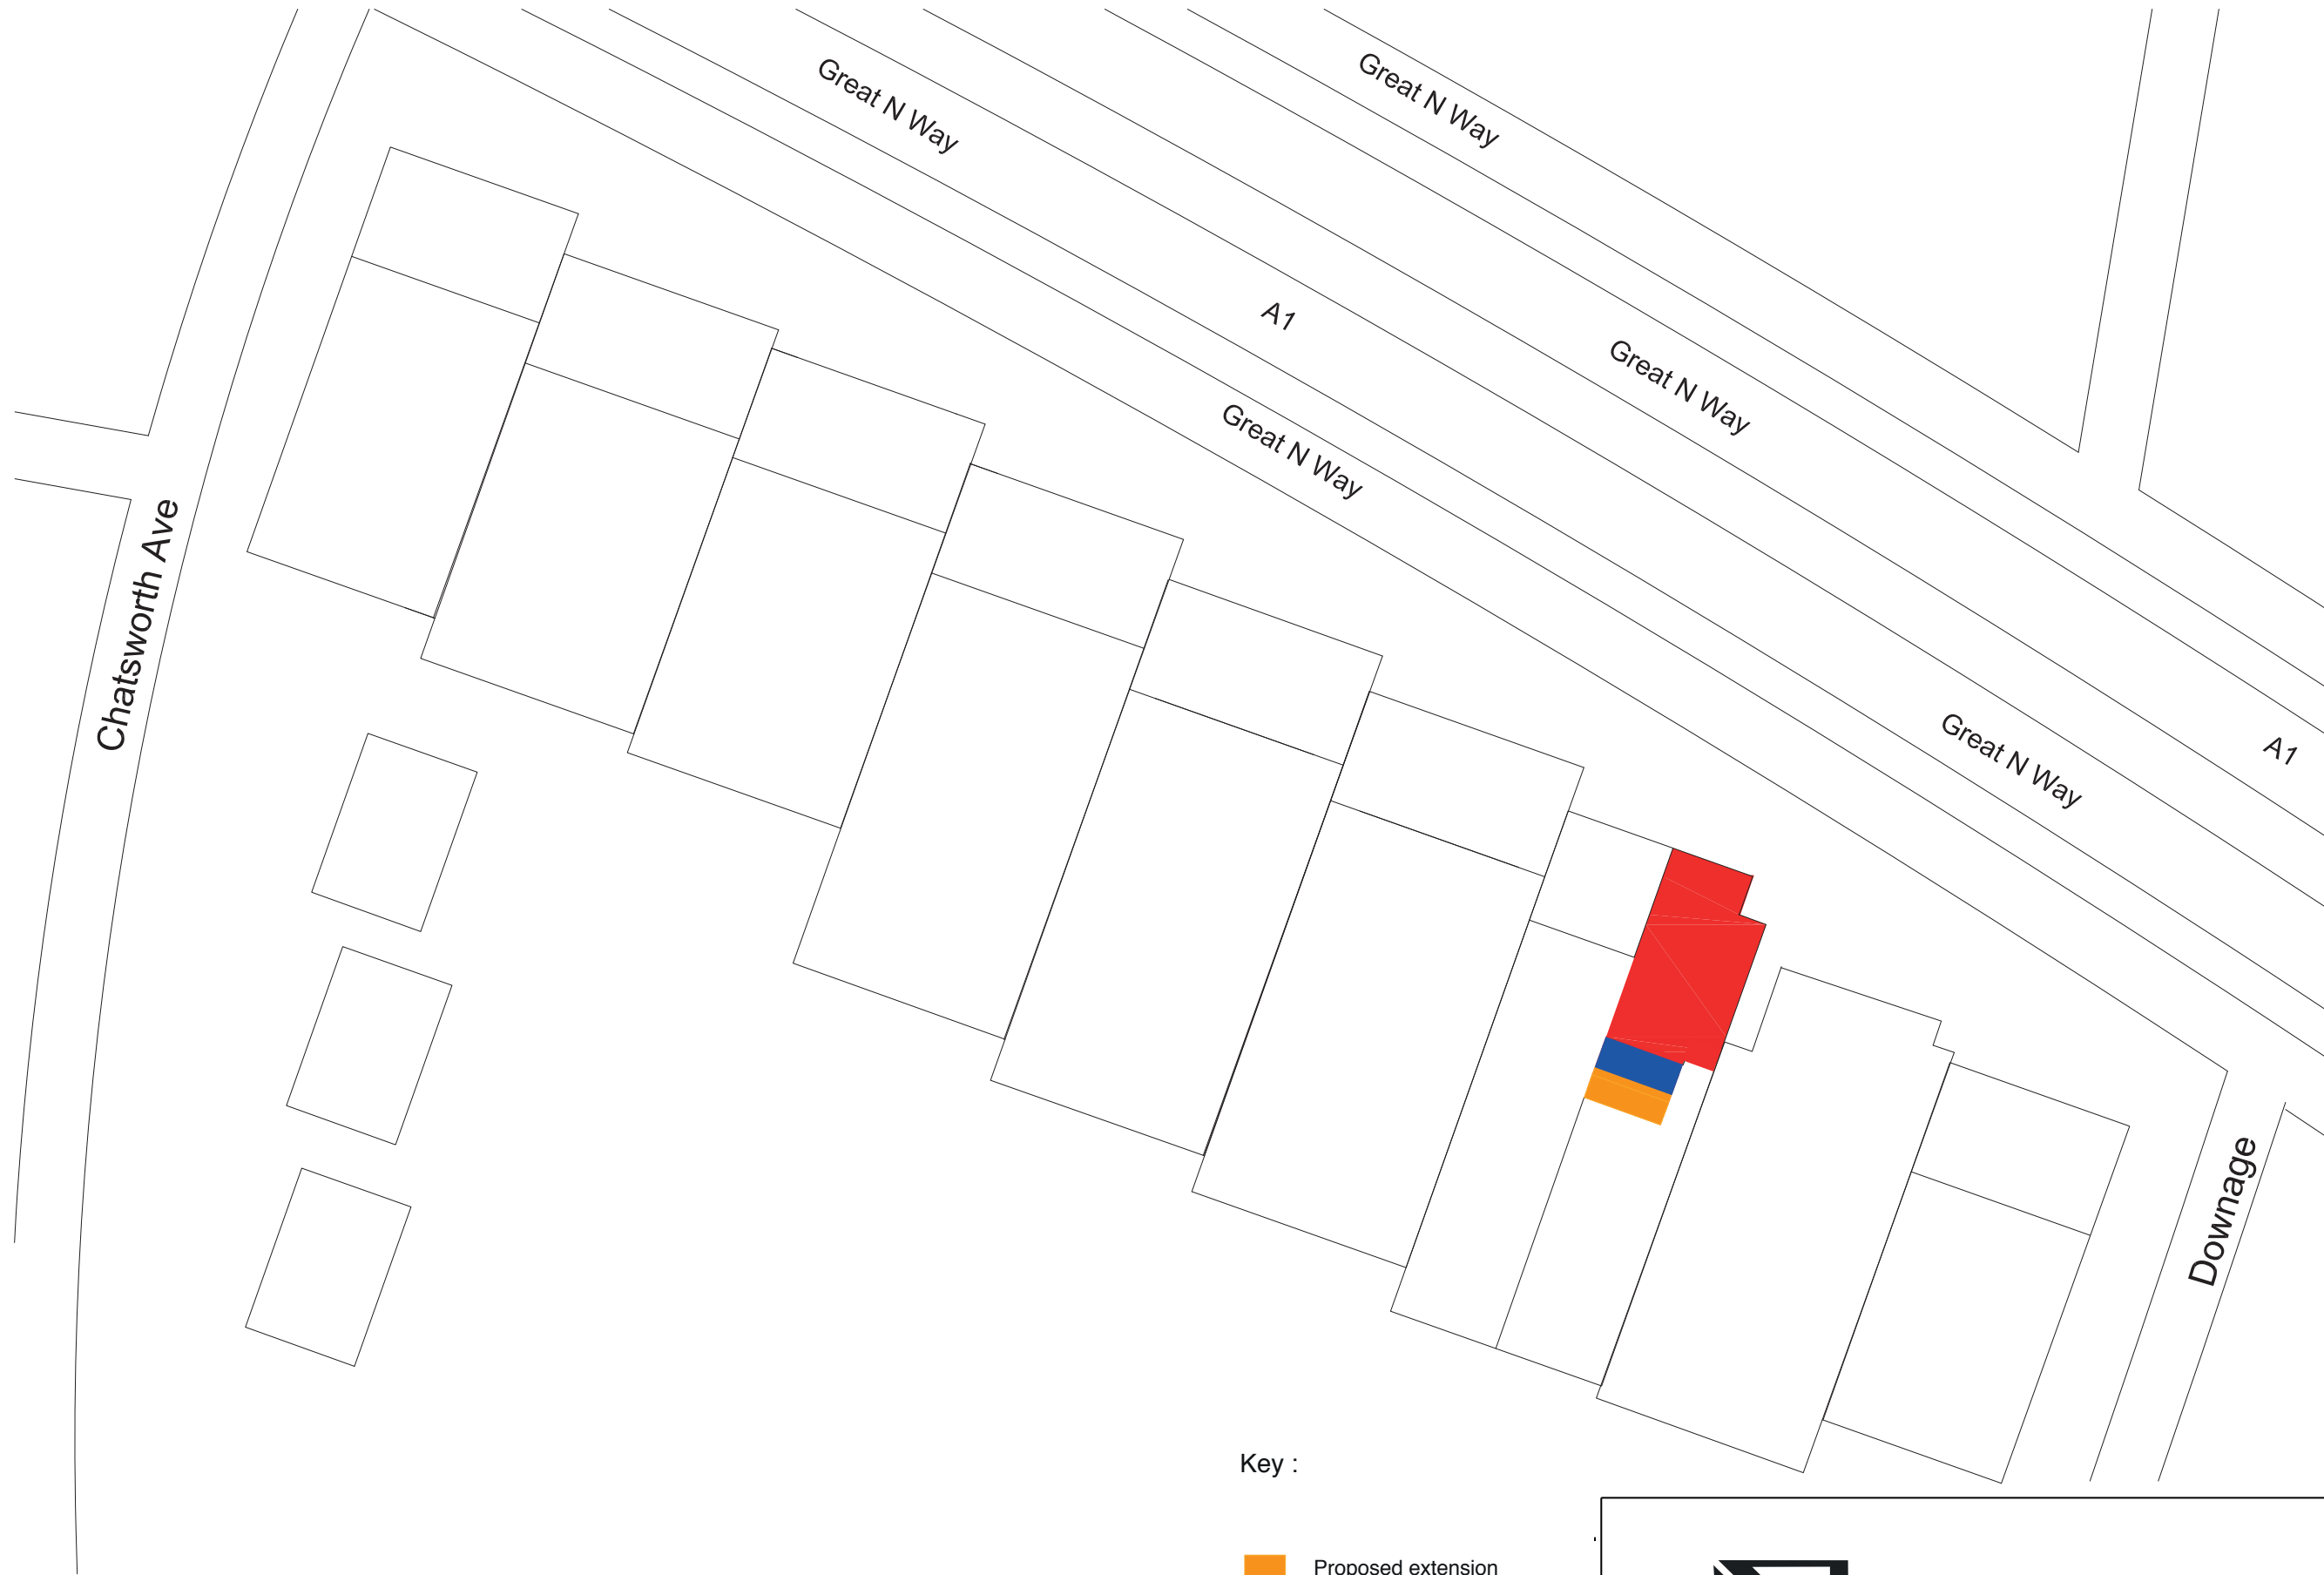 Great N Way
Great N Way
A1
Great N Way
Great N Way
Chatsworth Ave
Great N Way
A1
Downage
Key :
Proposed extension